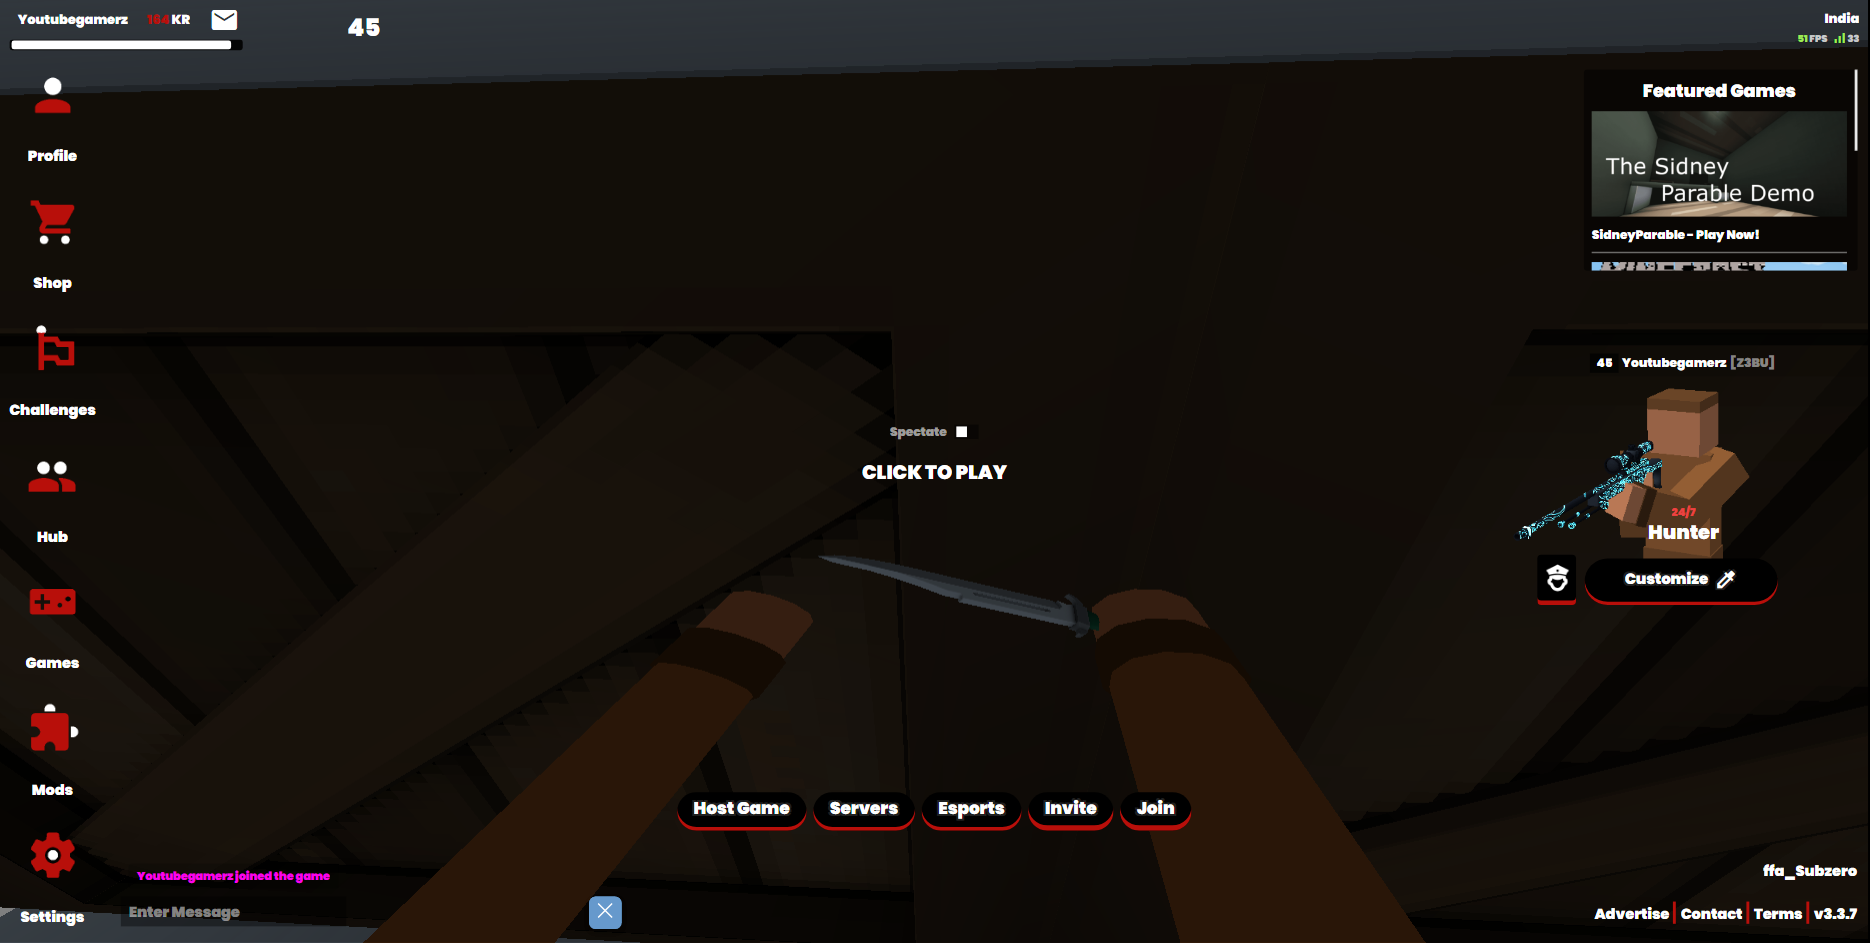 Youtubegamerz 164 KR
45
India
51 FPS 33
Profile
Shop
Challenges
Hub
Games
Mods
Settings
Featured Games
The Sidney
Parable Demo
SidneyParable - Play Now!
45 Youtubegamerz [Z3BU]
24/7
Hunter
Customize
Spectate
CLICK TO PLAY
Host Game Servers Esports Invite Join
Youtubegamerz joined the game
Enter Message
ffa_Subzero
Advertise Contact Terms v3.3.7